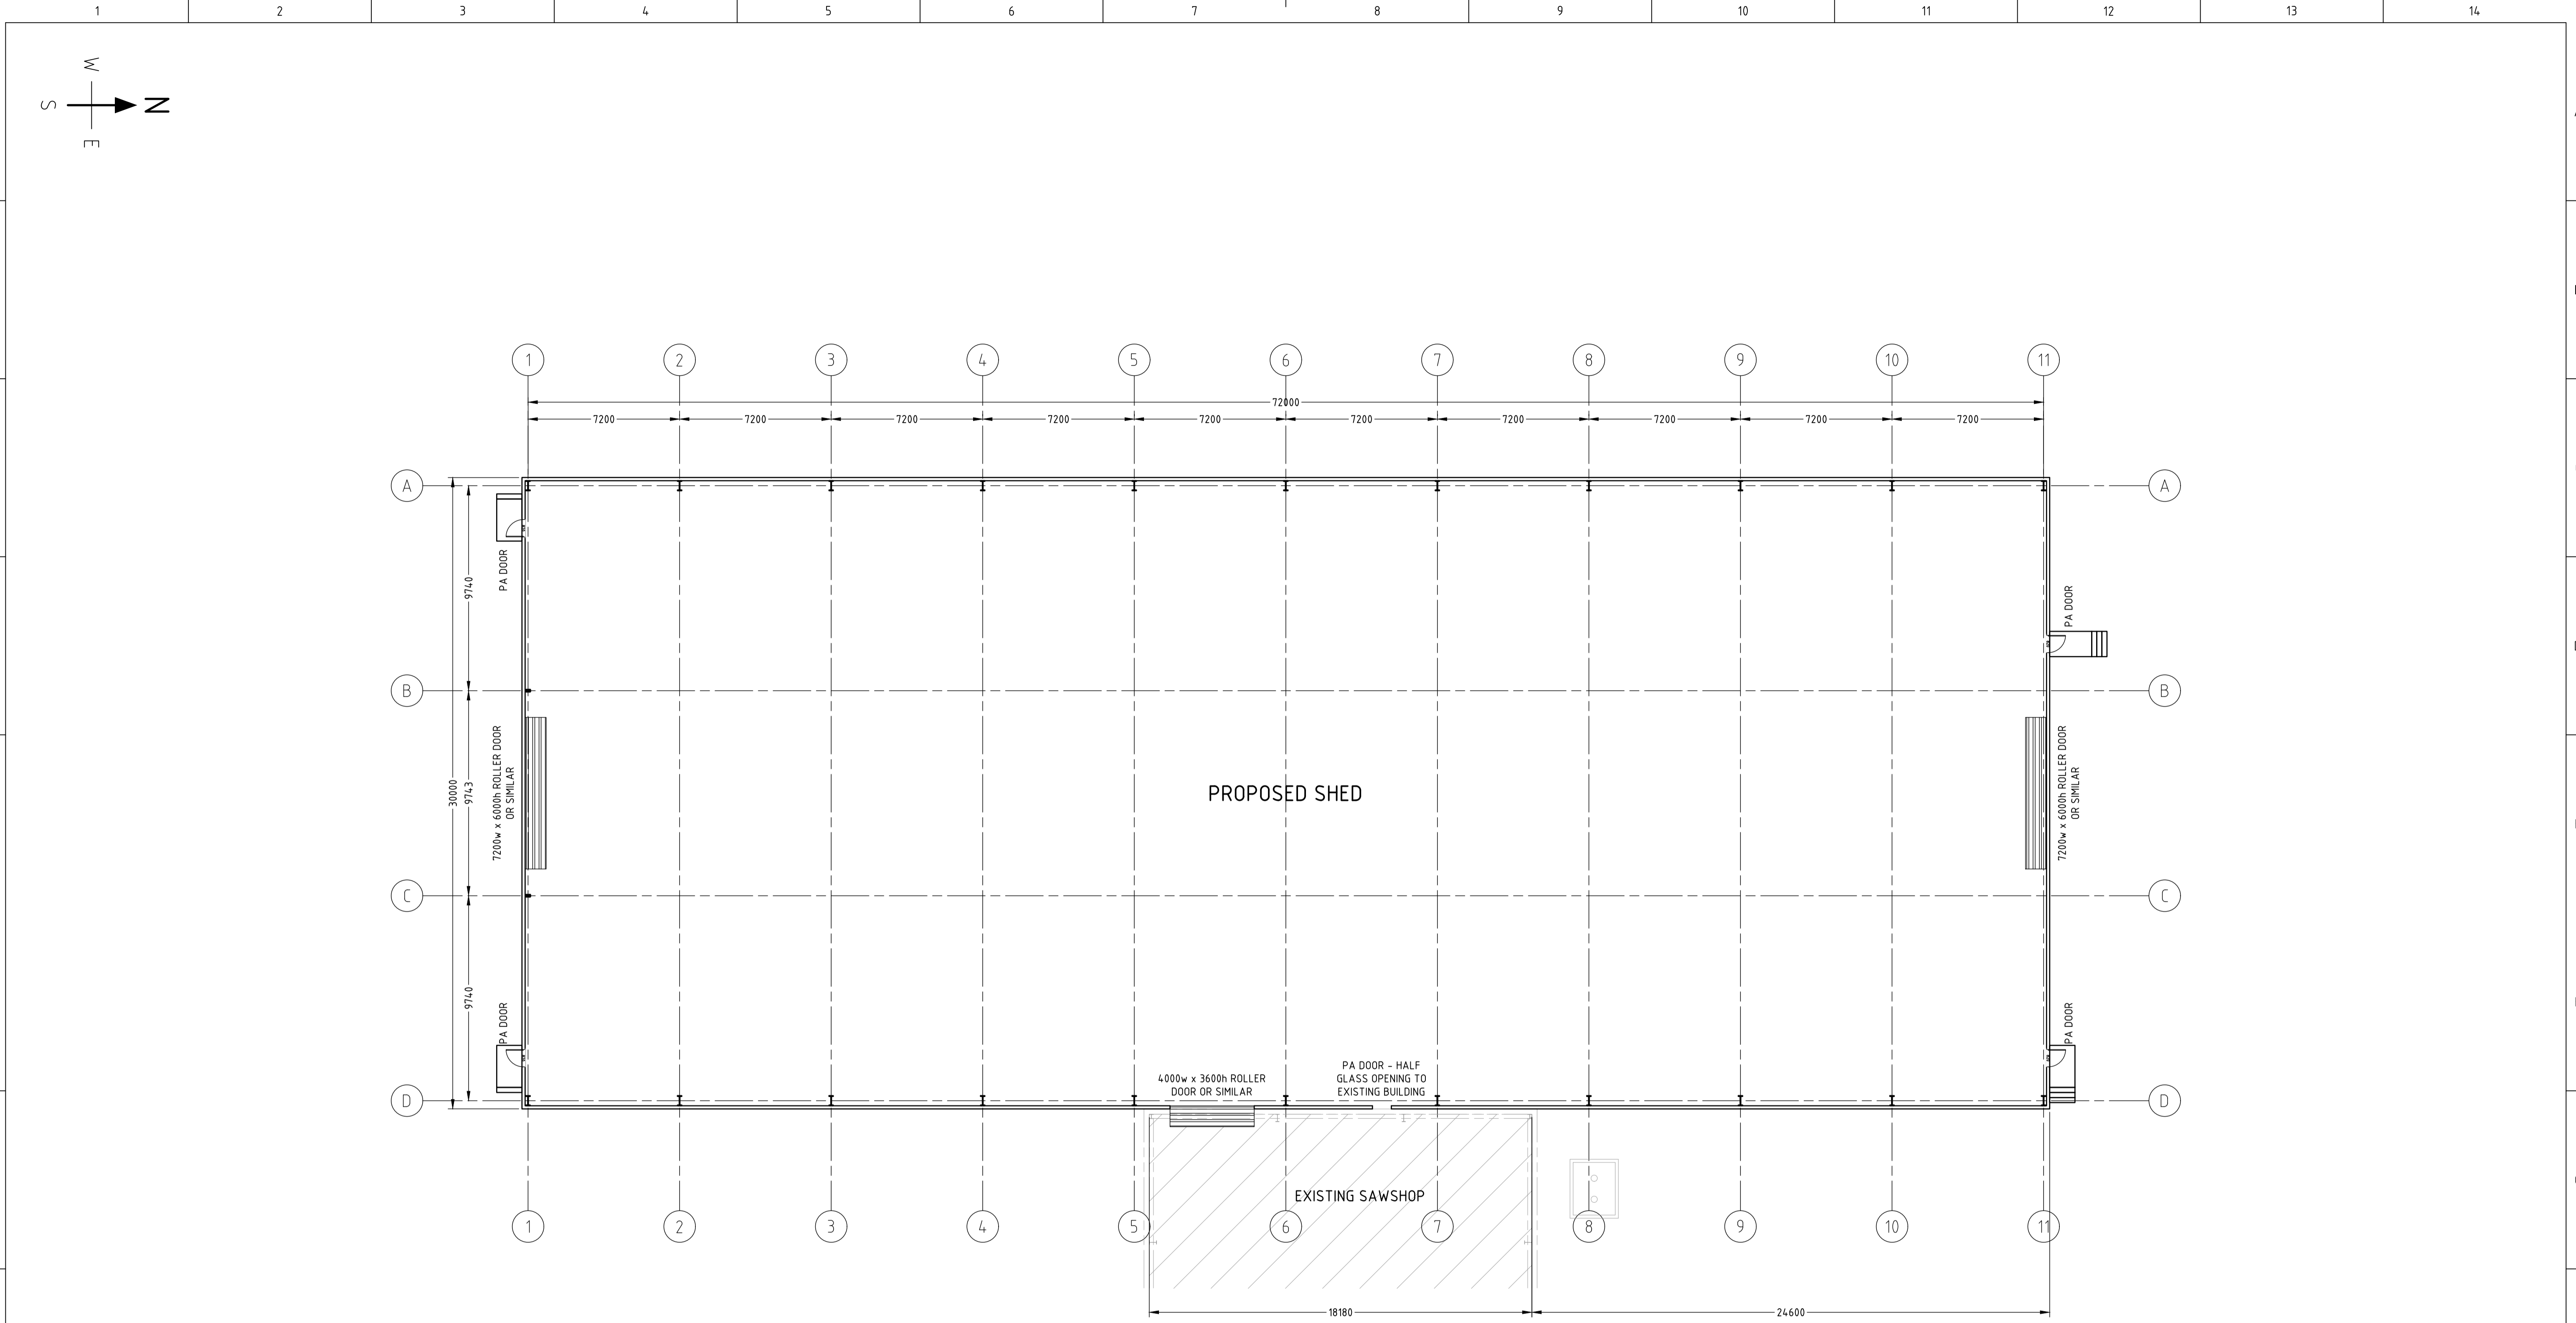 1 2 3 4 5 6 7 8 9 10 11 12 13 14
W
S N
E
1 2 3 4 5 6 7 8 9 10 11
72000
7200 7200 7200 7200 7200 7200 7200 7200 7200 7200
A A
PA DOOR
9740
PA DOOR
B B
7200w x 6000h ROLLER DOOR
OR SIMILAR
30000
9743
PROPOSED SHED
7200w x 6000h ROLLER DOOR
OR SIMILAR
C C
9740
PA DOOR
PA DOOR
4000w x 3600h ROLLER
DOOR OR SIMILAR
PA DOOR - HALF
GLASS OPENING TO
EXISTING BUILDING
D D
EXISTING SAWSHOP
1 2 3 4 5 6 7 8 9 10 11
18180 24600